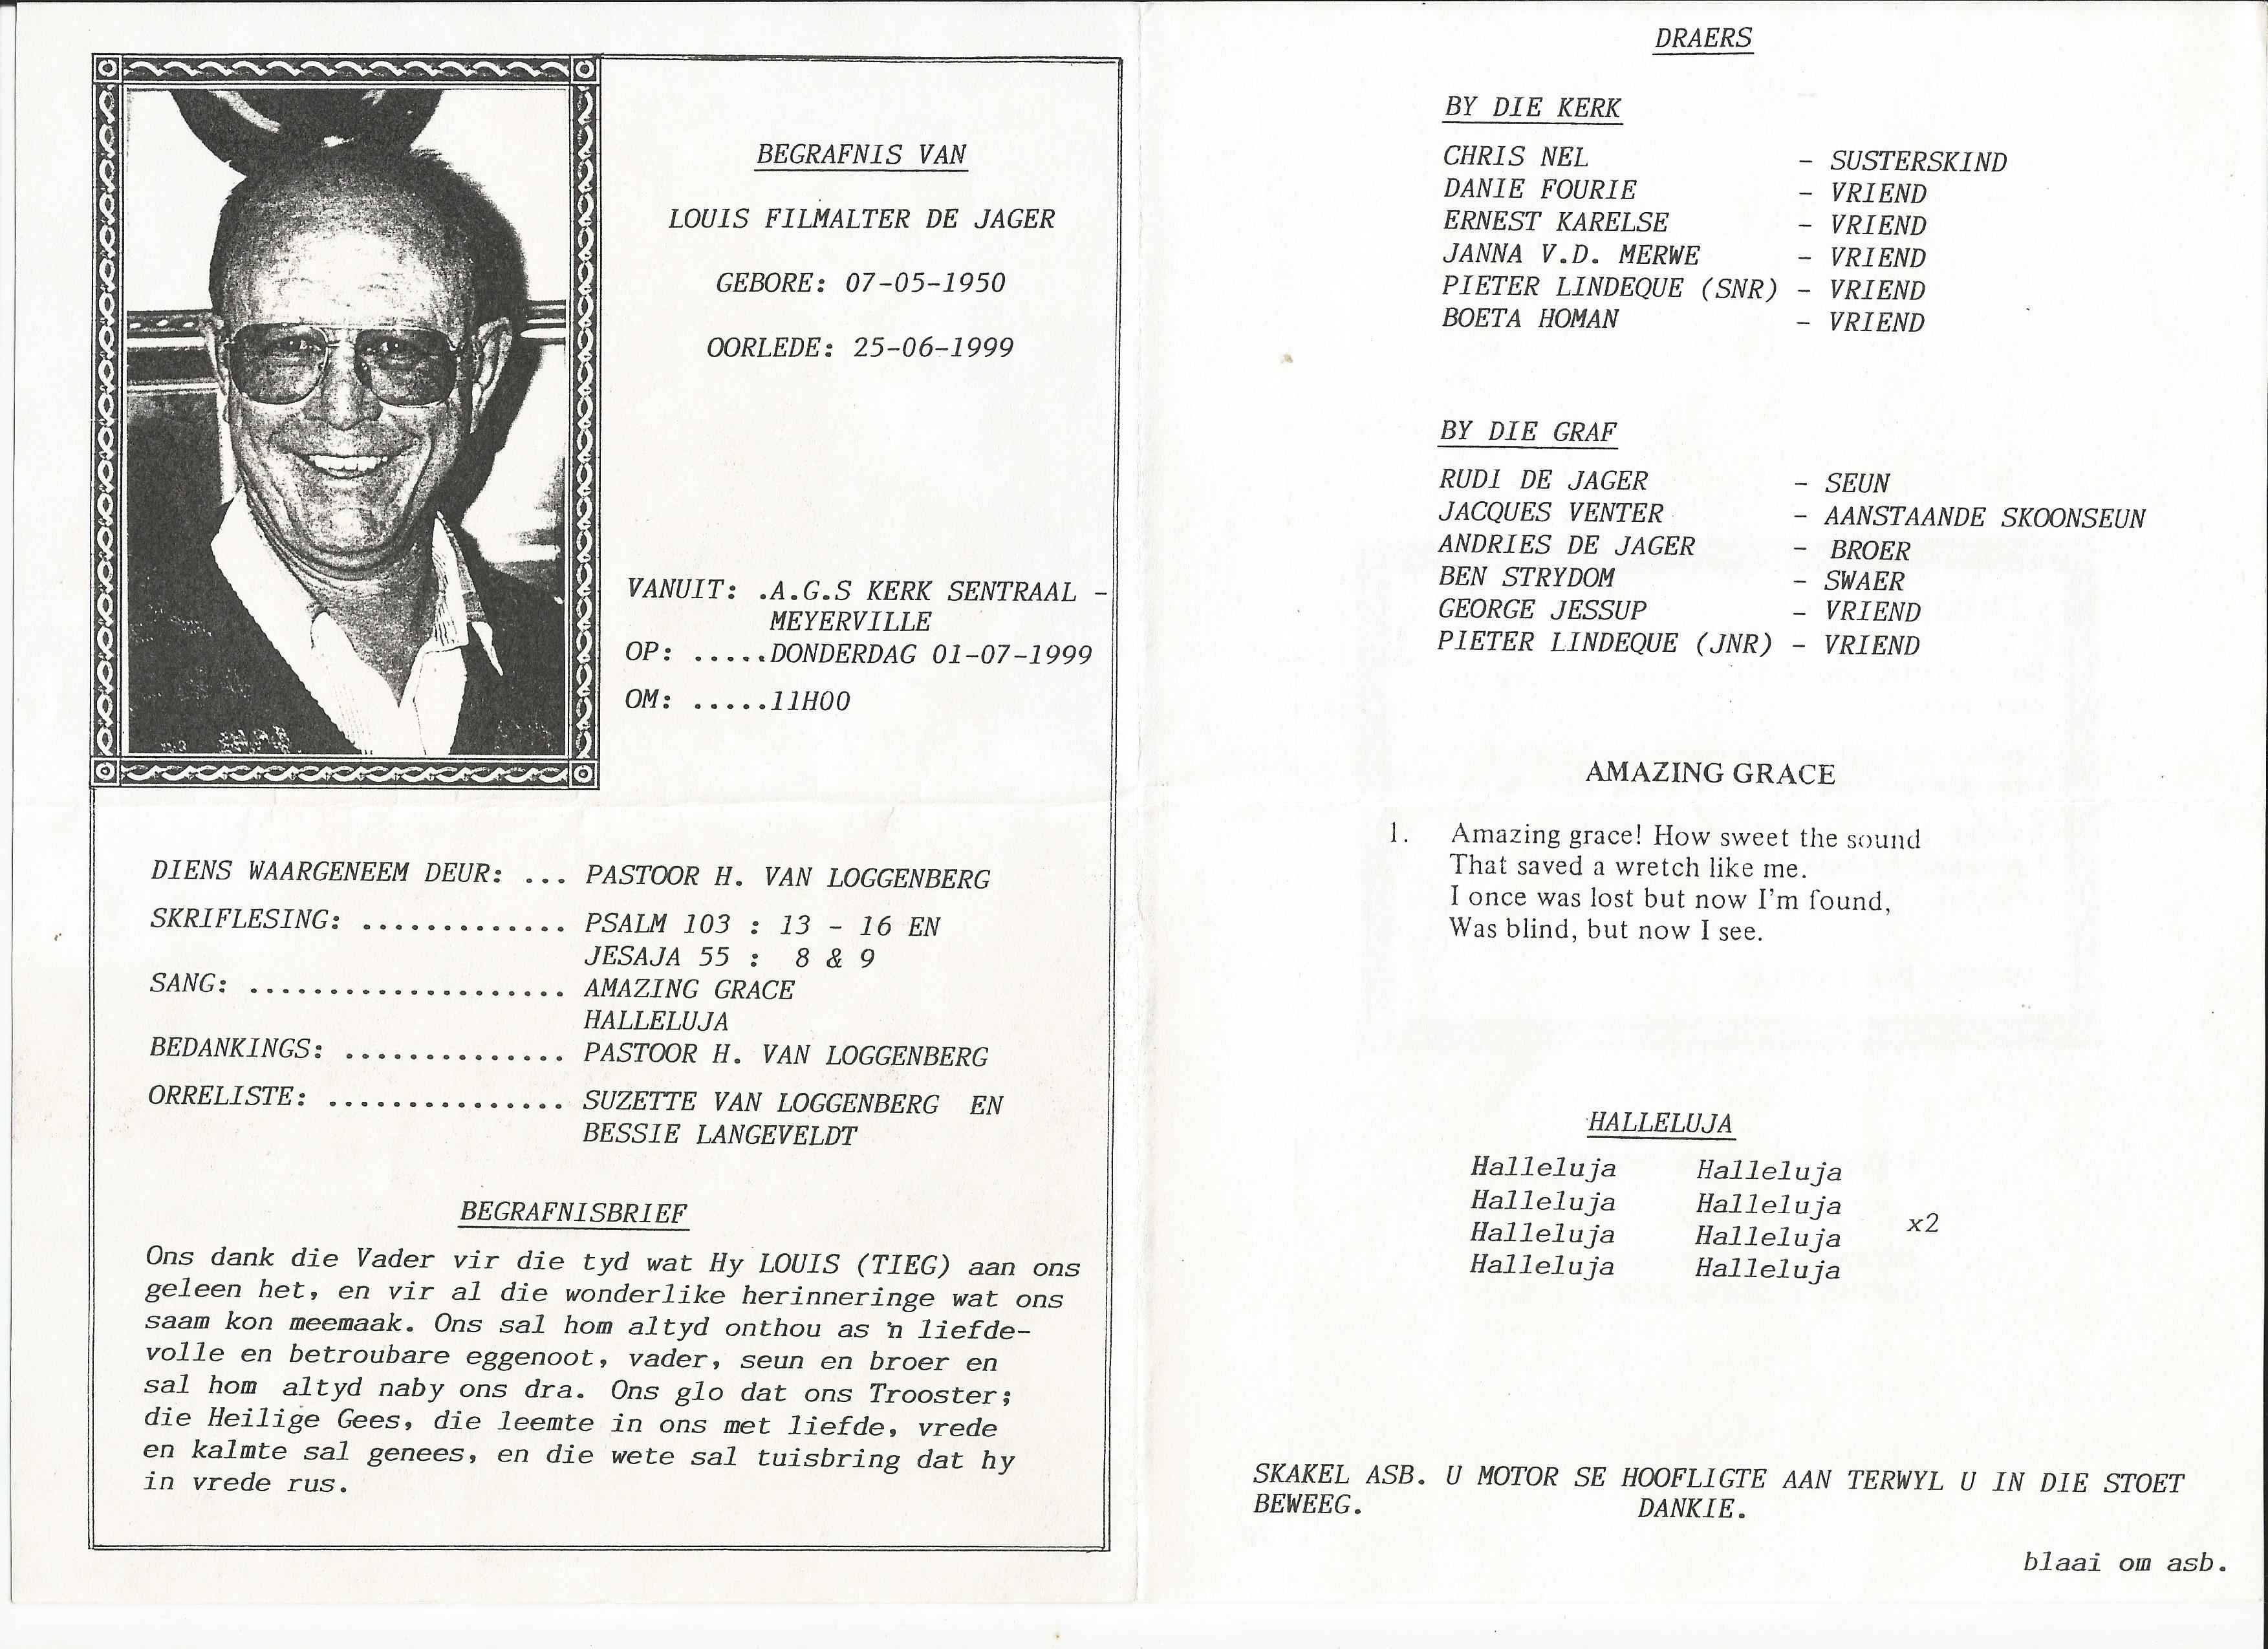 BEGRAFNIS VAN
LOUIS FILMALTER DE JAGER
GEBORE: 07-05-1950
OORLEDE: 25-06-1999
VANUIT: .A.G.S KERK SENTRAAL -
MEYERVILLE
OP: .....DONDERDAG 01-07-1999
OM: .....11H00
DIENS WAARGENEEM DEUR: ... PASTOOR H. VAN LOGGENBERG
SKRIFLESING: ............. PSALM 103 : 13 - 16 EN
JESAJA 55 : 8 & 9
SANG: .................... AMAZING GRACE
HALLELUJA
BEDANKINGS: .............. PASTOOR H. VAN LOGGENBERG
ORRELISTE: ............... SUZETTE VAN LOGGENBERG EN
BESSIE LANGEVELDT
BEGRAFNISBRIEF
Ons dank die Vader vir die tyd wat Hy LOUIS (TIEG) aan ons
geleen het, en vir al die wonderlike herinneringe wat ons
saam kon meemaak. Ons sal hom altyd onthou as 'n liefde-
volle en betroubare eggenoot, vader, seun en broer en
sal hom altyd naby ons dra. Ons glo dat ons Trooster;
die Heilige Gees, die leemte in ons met liefde, vrede
en kalmte sal genees, en die wete sal tuisbring dat hy
in vrede rus.
DRAERS
BY DIE KERK
CHRIS NEL - SUSTERSKIND
DANIE FOURIE - VRIEND
ERNEST KARELSE - VRIEND
JANNA V.D. MERWE - VRIEND
PIETER LINDEQUE (SNR) - VRIEND
BOETA HOMAN - VRIEND
BY DIE GRAF
RUDI DE JAGER - SEUN
JACQUES VENTER - AANSTAANDE SKOONSEUN
ANDRIES DE JAGER - BROER
BEN STRYDOM - SWAER
GEORGE JESSUP - VRIEND
PIETER LINDEQUE (JNR) - VRIEND
AMAZING GRACE
1. Amazing grace! How sweet the sound
That saved a wretch like me.
I once was lost but now I'm found,
Was blind, but now I see.
HALLELUJA
Halleluja Halleluja
Halleluja Halleluja
x2
Halleluja Halleluja
Halleluja Halleluja
SKAKEL ASB. U MOTOR SE HOOFLIGTE AAN TERWYL U IN DIE STOET
BEWEEG. DANKIE.
blaai om asb.